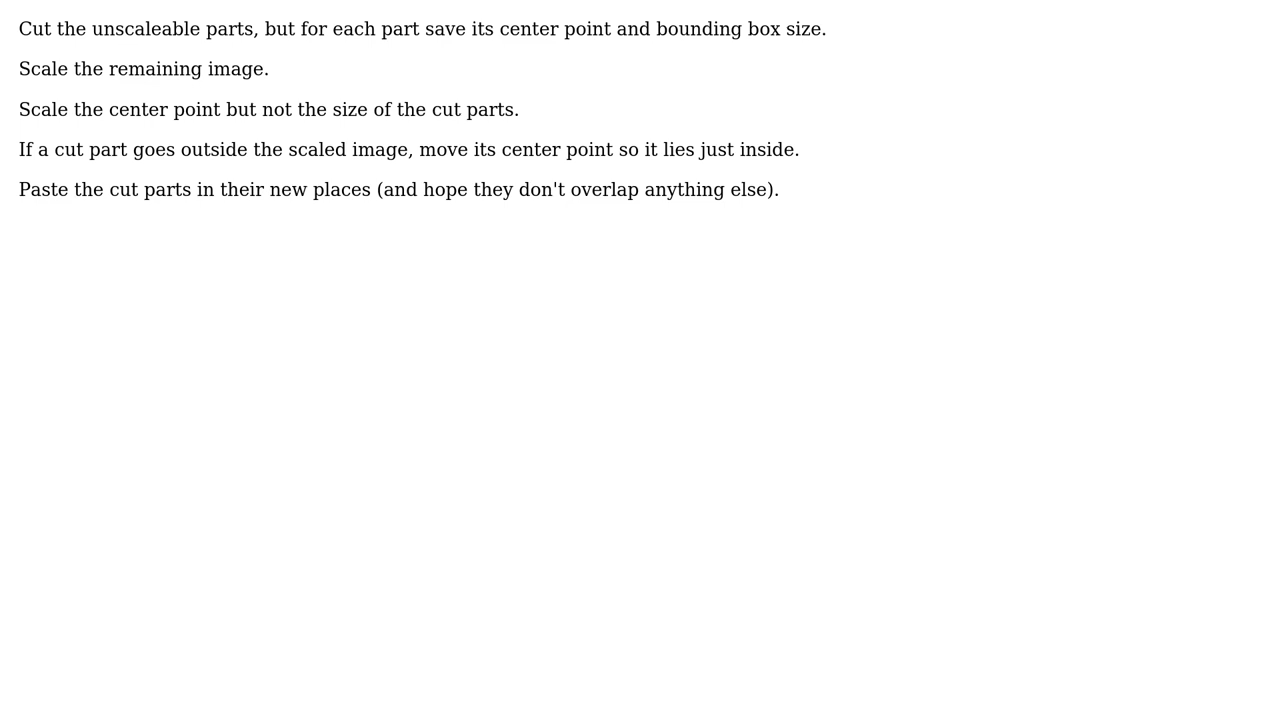 Cut the unscaleable parts, but for each part save its center point and bounding box size.
Scale the remaining image.
Scale the center point but not the size of the cut parts.
If a cut part goes outside the scaled image, move its center point so it lies just inside.
Paste the cut parts in their new places (and hope they don't overlap anything else).